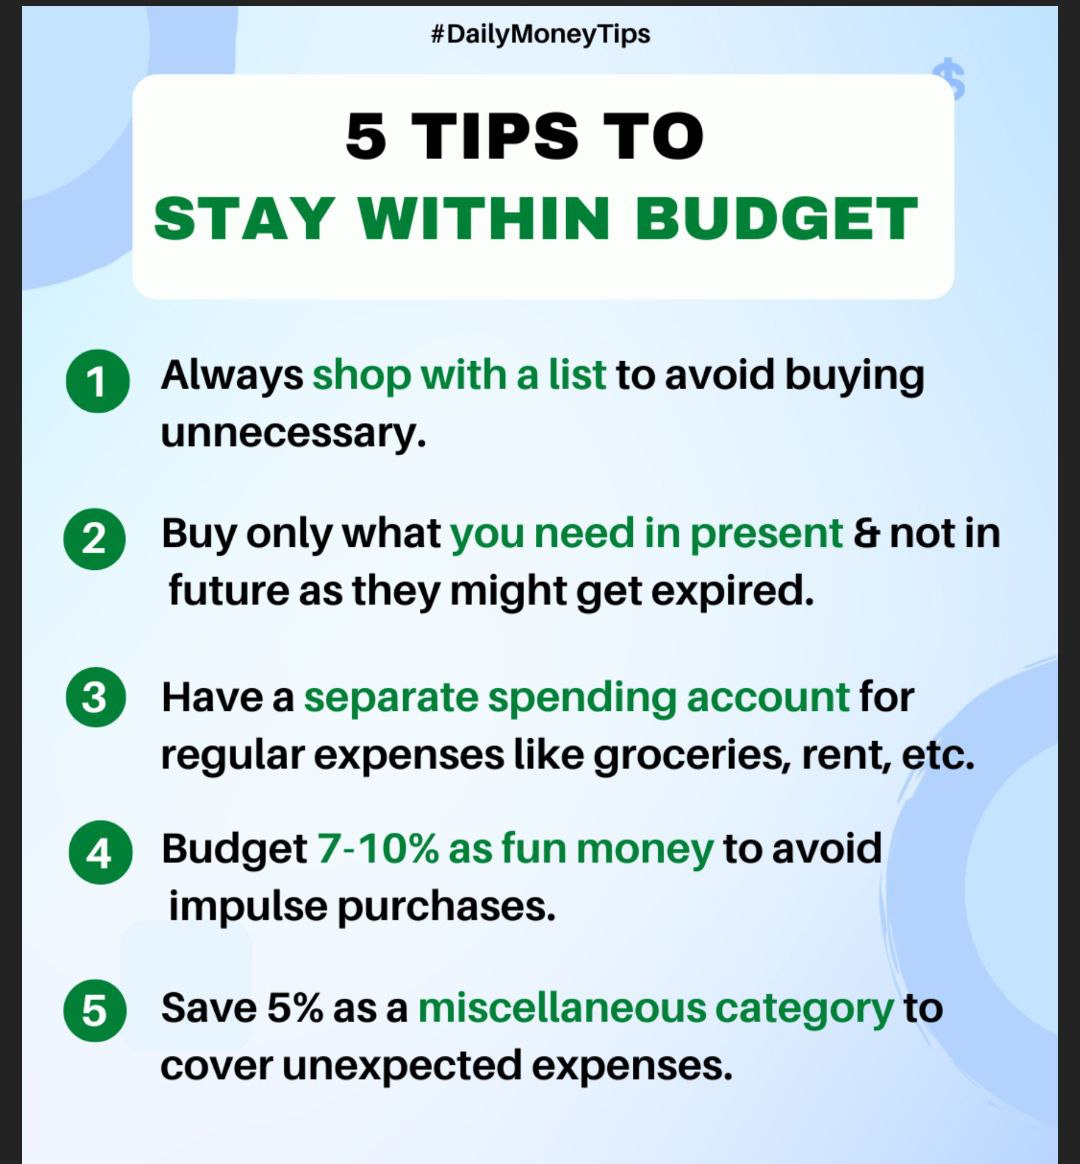 #DailyMoneyTips
$
5 TIPS TO
STAY WITHIN BUDGET
1 Always shop with a list to avoid buying
unnecessary.
2 Buy only what you need in present & not in
future as they might get expired.
3 Have a separate spending account for
regular expenses like groceries, rent, etc.
4 Budget 7-10% as fun money to avoid
impulse purchases.
5 Save 5% as a miscellaneous category to
cover unexpected expenses.